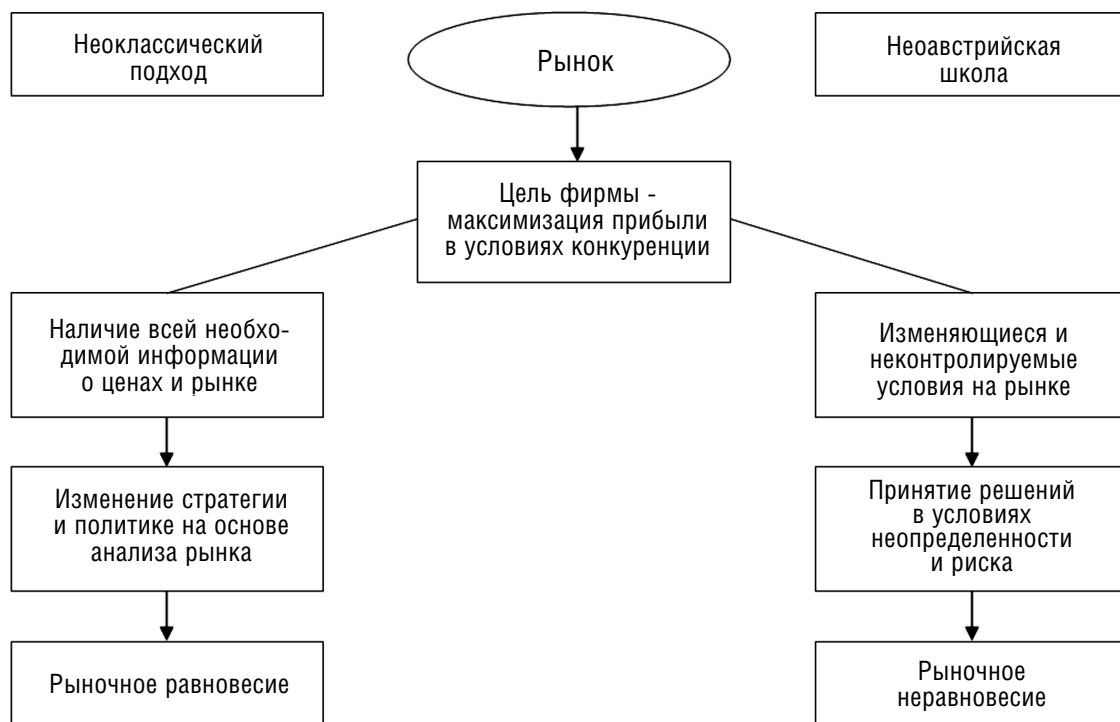 Неоклассический
подход
Рынок
Неоавстрийская
школа
Цель фирмы -
максимизация прибыли
в условиях конкуренции
Наличие всей необхо-
димой информации
о ценах и рынке
Изменяющиеся и
неконтролируемые
условия на рынке
Изменение стратегии
и политике на основе
анализа рынка
Принятие решений
в условиях
неопределенности
и риска
Рыночное равновесие
Рыночное
неравновесие